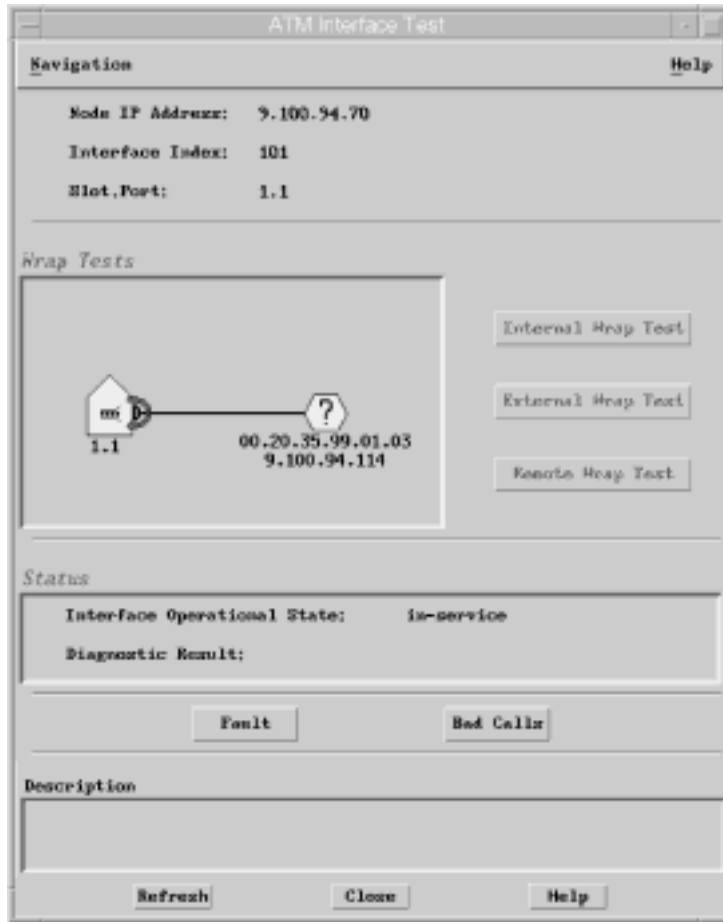 ATM Interface Test
Navigation Help
Node IP Address: 9.100.94.70
Interface Index: 101
Slot.Port: 1.1
Wrap Tests
Internal Wrap Test
External Wrap Test
?
1.1
00.20.35.99.01.03
9.100.94.114
Remote Wrap Test
Status
Interface Operational State: in-service
Diagnostic Result:
Fault Bad Calls
Description
Refresh Close Help